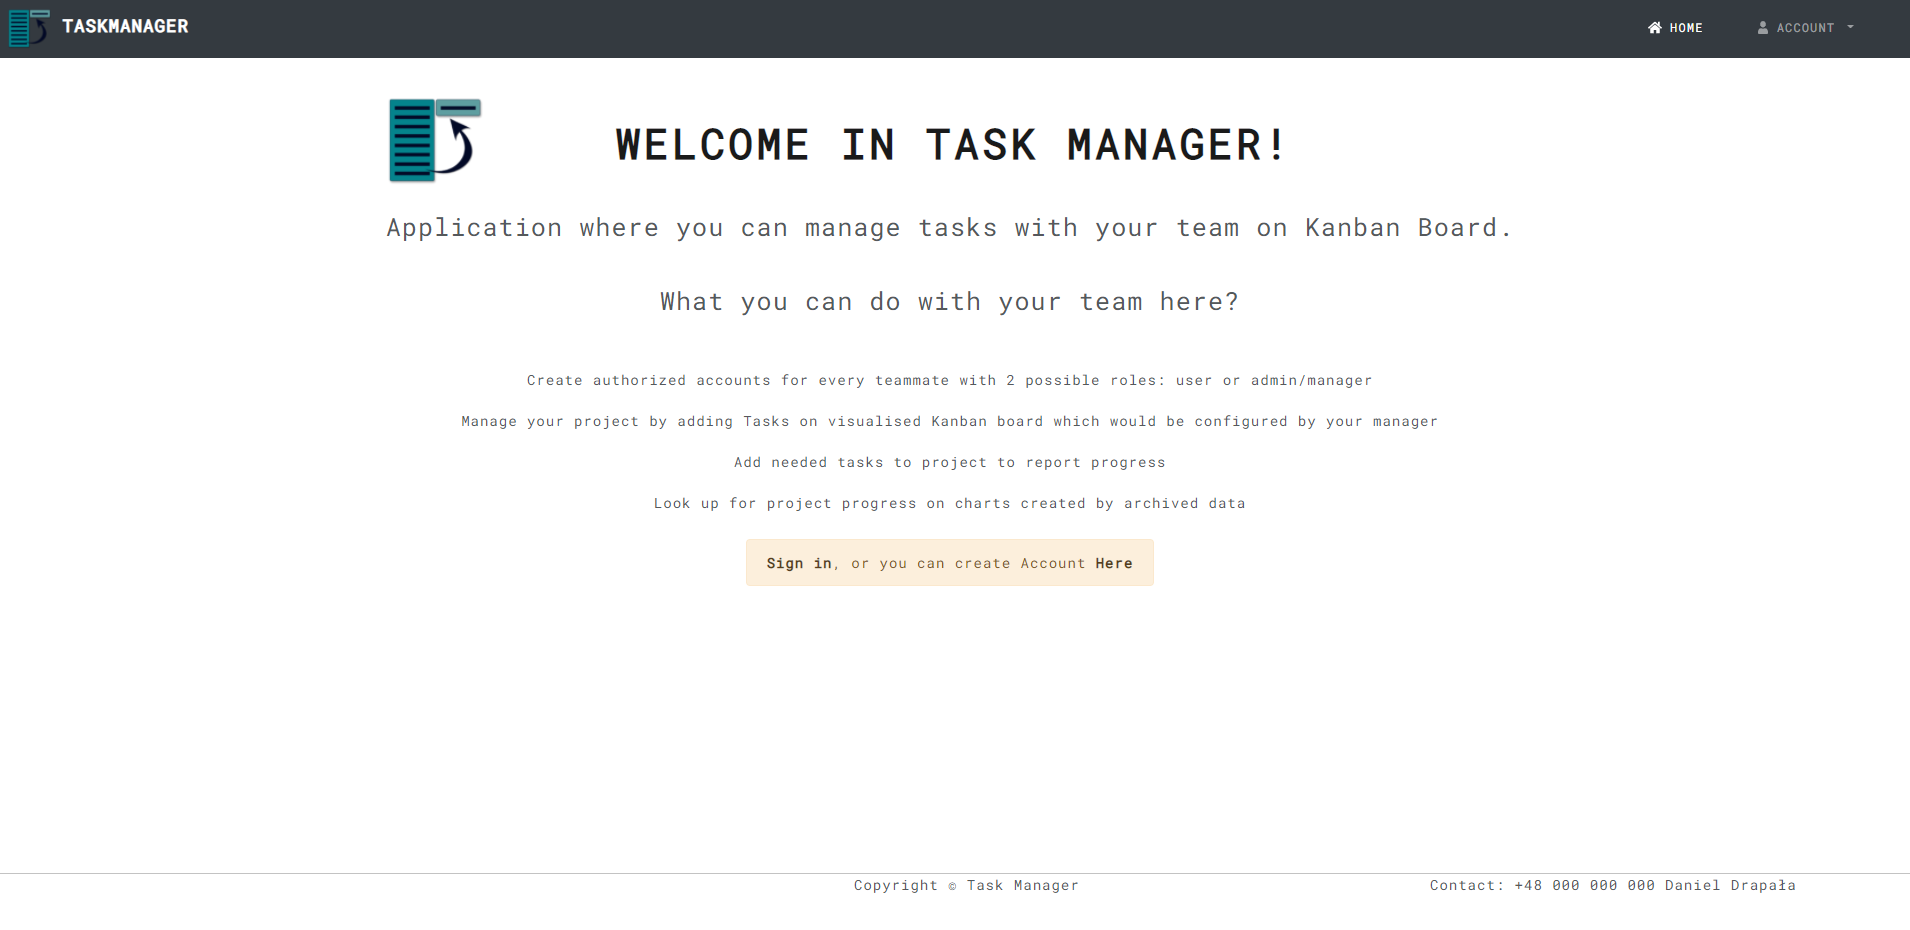 TASKMANAGER
HOME
ACCOUNT
WELCOME IN TASK MANAGER!
Application where you can manage tasks with your team on Kanban Board.
What you can do with your team here?
Create authorized accounts for every teammate with 2 possible roles: user or admin/manager
Manage your project by adding Tasks on visualised Kanban board which would be configured by your manager
Add needed tasks to project to report progress
Look up for project progress on charts created by archived data
Sign in, or you can create Account Here
Copyright © Task Manager
Contact: +48 000 000 000 Daniel Drapała